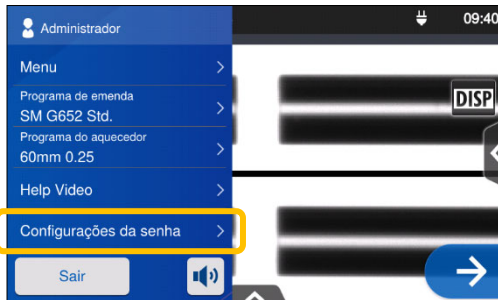 Administrador
09:40
Menu
Programa de emenda
SM G652 Std.
DISP
Programa do aquecedor
60mm 0.25
Help Video
Configurações da senha
Sair